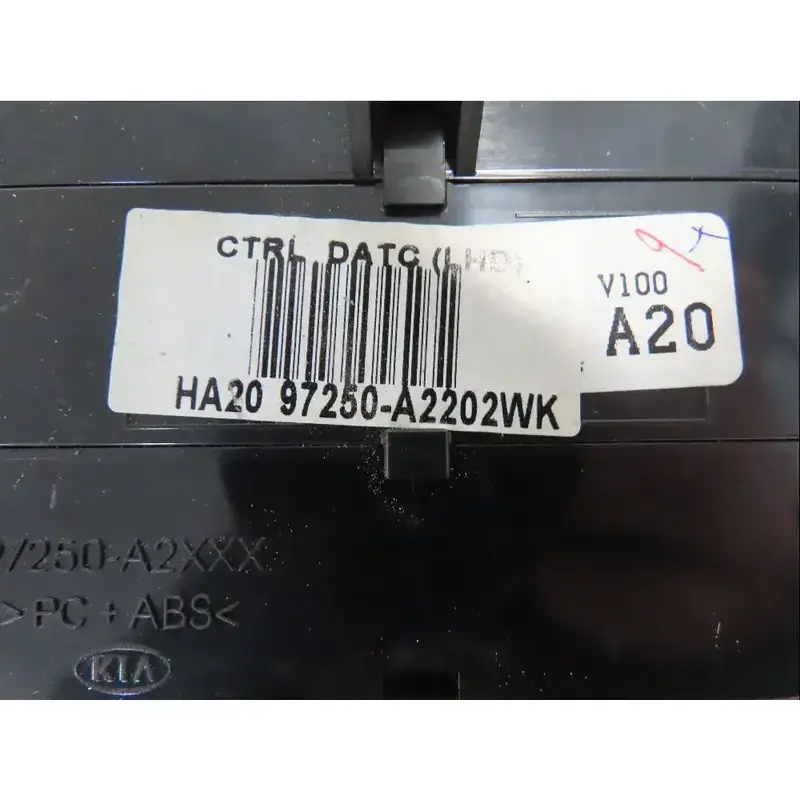 CTRL DATC (LHD)
V100
A20
HA20 97250-A2202WK
97250-A2XXX
>PC + ABS<
KIA